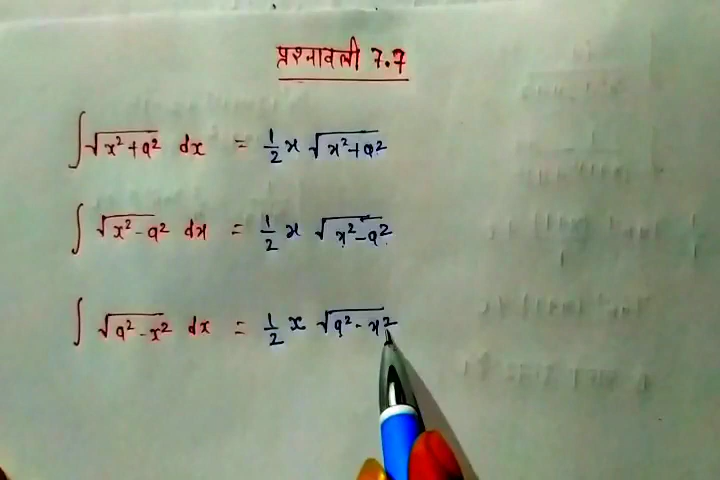 प्रश्नावली 7.7
∫√x²+a² dx = 1/2 x √x²+a²
∫ √x²-a² dx = 1/2 x √x²-a²
∫ √a²-x² dx = 1/2 x √a²-x²